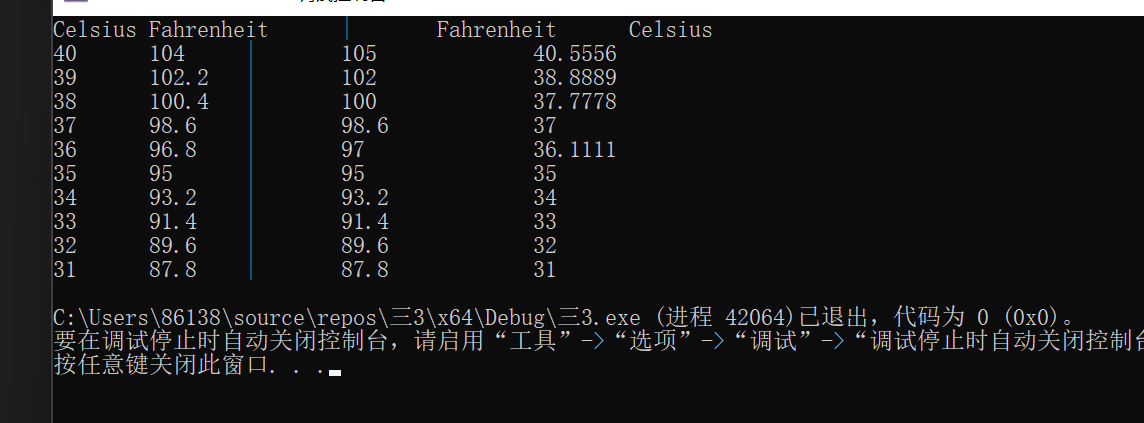 Celsius Fahrenheit | Fahrenheit Celsius
40 104 | 105 40.5556
39 102.2 | 102 38.8889
38 100.4 | 100 37.7778
37 98.6 | 98.6 37
36 96.8 | 97 36.1111
35 95 | 95 35
34 93.2 | 93.2 34
33 91.4 | 91.4 33
32 89.6 | 89.6 32
31 87.8 | 87.8 31
C:\Users\86138\source\repos\三3\x64\Debug\三3.exe (进程 42064)已退出，代码为 0 (0x0)。
要在调试停止时自动关闭控制台，请启用“工具”->“选项”->“调试”->“调试停止时自动关闭控制台
按任意键关闭此窗口. . .